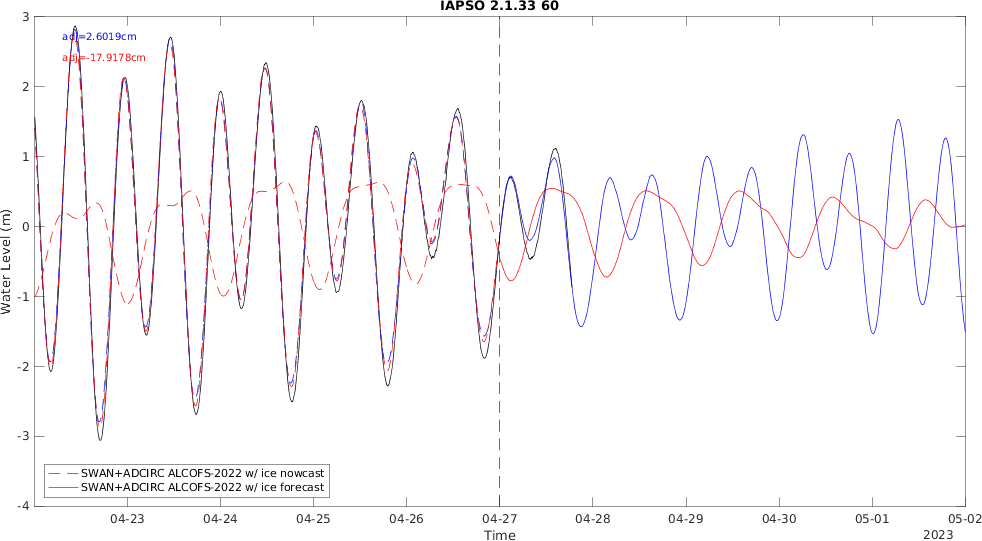 IAPSO 2.1.33 60
adj=2.6019cm
adj=-17.9178cm
3
2
1
0
-1
-2
-3
-4
Water Level (m)
SWAN+ADCIRC ALCOFS-2022 w/ ice nowcast
SWAN+ADCIRC ALCOFS-2022 w/ ice forecast
04-23 04-24 04-25 04-26 04-27 04-28 04-29 04-30 05-01 05-02
Time
2023